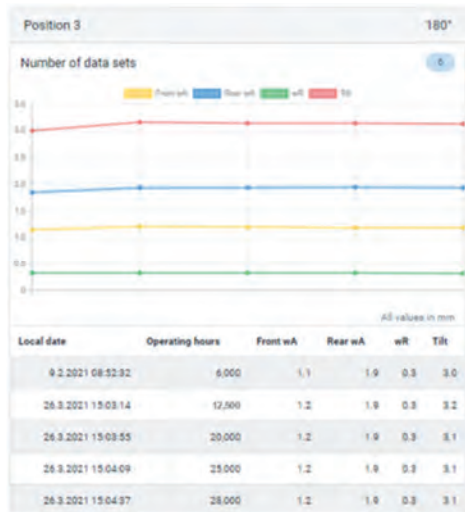 Position 3 180°
Number of data sets 6
Front wA Rear wA wR Tilt
3.0
2.5
2.0
1.5
1.0
0
All values in mm
Local date Operating hours Front wA Rear wA wR Tilt
9.2.2021 08:52:32 6,000 1.1 1.9 0.3 3.0
26.3.2021 15:03:14 12,500 1.2 1.9 0.3 3.2
26.3.2021 15:03:55 20,000 1.2 1.9 0.3 3.1
26.3.2021 15:04:09 25,000 1.2 1.9 0.3 3.1
26.3.2021 15:04:37 28,000 1.2 1.9 0.3 3.1